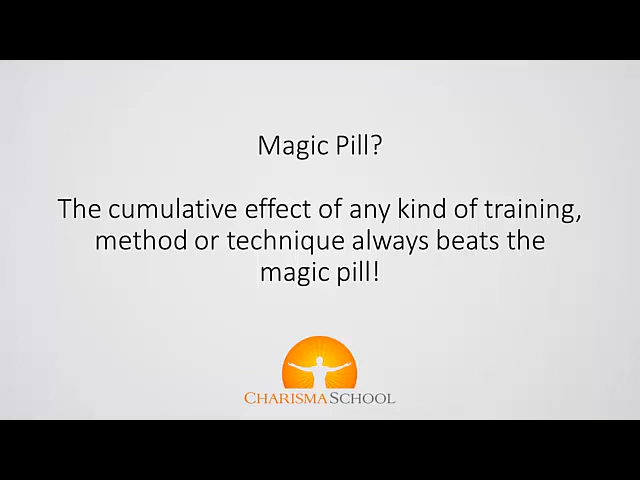 Magic Pill?
The cumulative effect of any kind of training,
method or technique always beats the
magic pill!
CHARISMASCHOOL